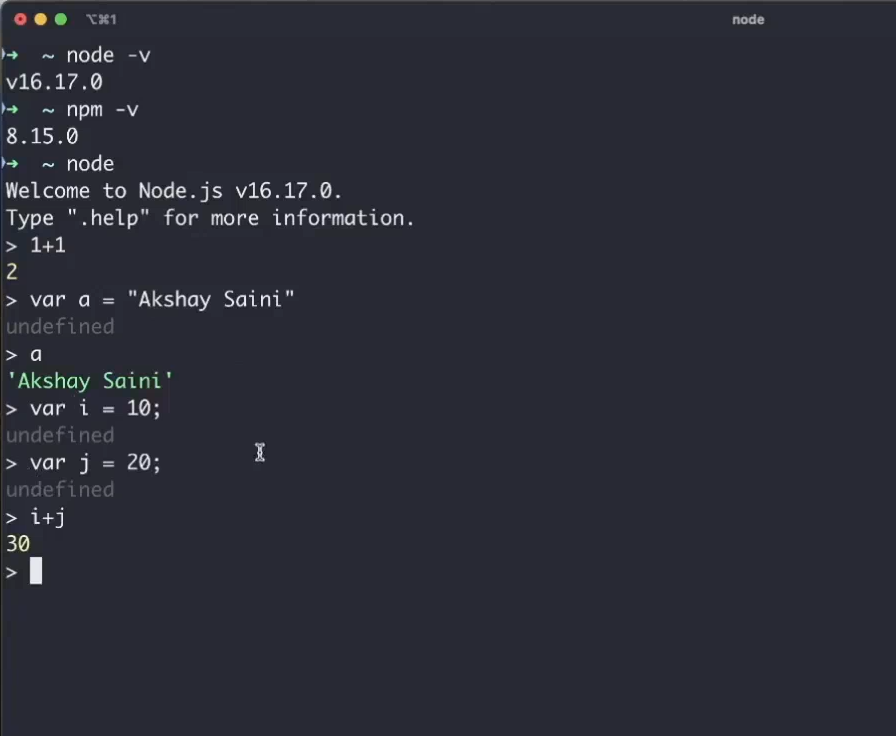 ⌥⌘1
node
→ ~ node -v
v16.17.0
→ ~ npm -v
8.15.0
→ ~ node
Welcome to Node.js v16.17.0.
Type ".help" for more information.
> 1+1
2
> var a = "Akshay Saini"
undefined
> a
'Akshay Saini'
> var i = 10;
undefined
> var j = 20;
undefined
> i+j
30
>